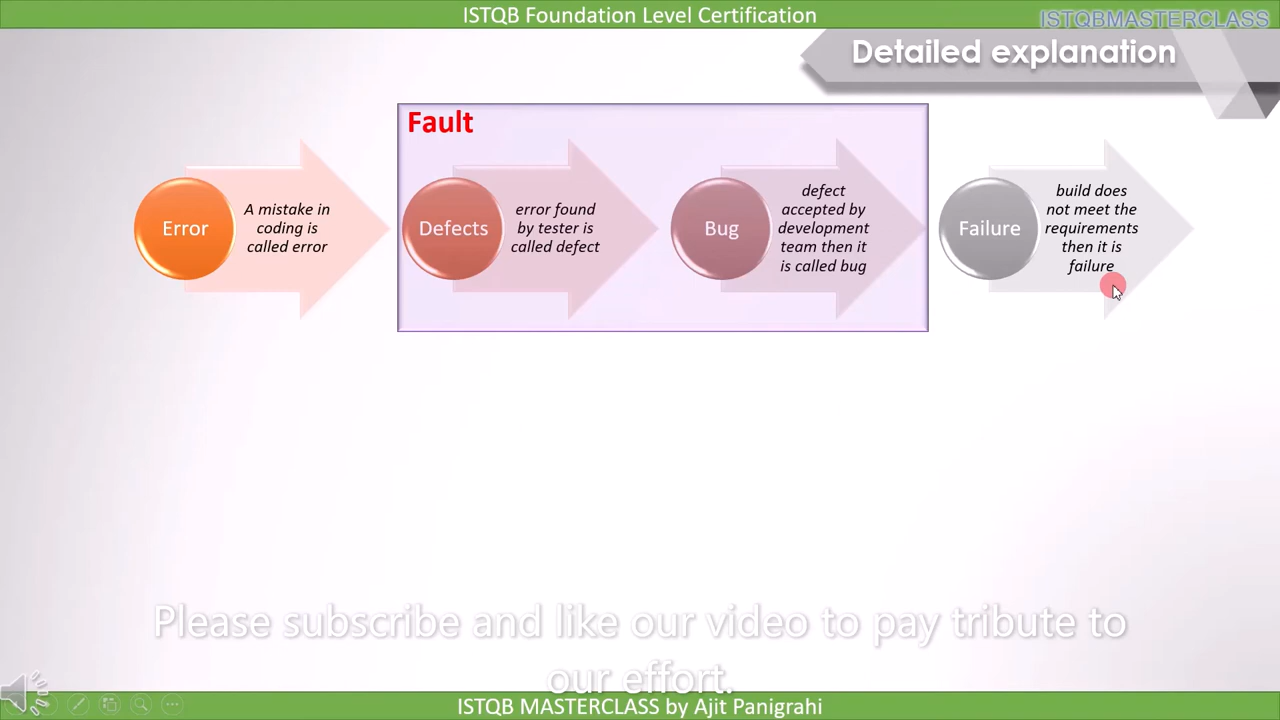 ISTQB Foundation Level Certification
ISTQBMASTERCLASS
Detailed explanation
Fault
Error
A mistake in
coding is
called error
Defects
error found
by tester is
called defect
Bug
defect
accepted by
development
team then it
is called bug
Failure
build does
not meet the
requirements
then it is
failure
Please subscribe and like our video to pay tribute to
our effort.
ISTQB MASTERCLASS by Ajit Panigrahi